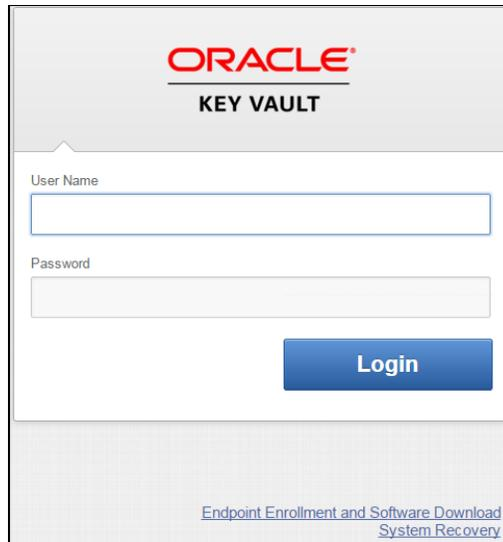 ORACLE®
KEY VAULT
User Name
Password
Login
Endpoint Enrollment and Software Download
System Recovery